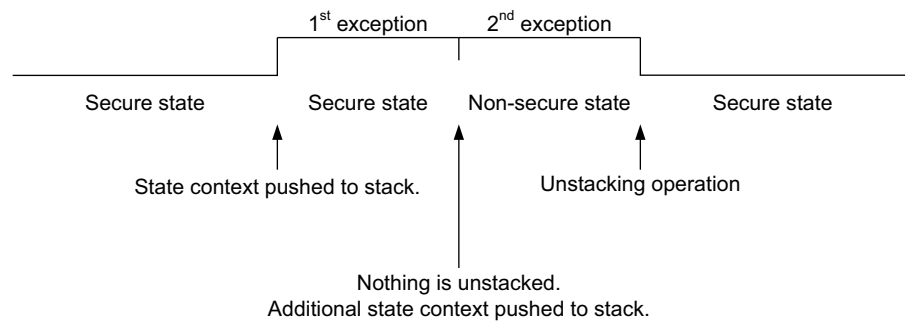 1st exception
2nd exception
Secure state
Secure state
Non-secure state
Secure state
State context pushed to stack.
Unstacking operation
Nothing is unstacked.
Additional state context pushed to stack.